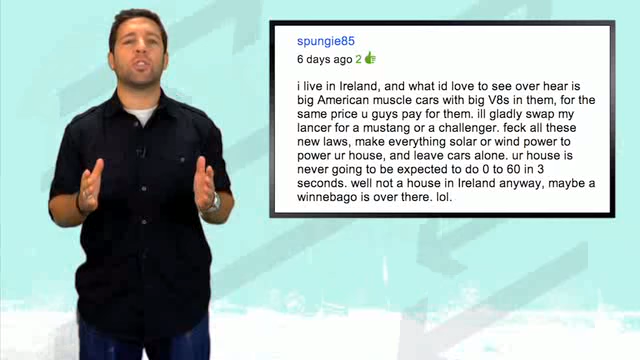 spungie85
6 days ago 2
i live in Ireland, and what id love to see over hear is
big American muscle cars with big V8s in them, for the
same price u guys pay for them. ill gladly swap my
lancer for a mustang or a challenger. feck all these
new laws, make everything solar or wind power to
power ur house, and leave cars alone. ur house is
never going to be expected to do 0 to 60 in 3
seconds. well not a house in Ireland anyway, maybe a
winnebago is over there. lol.